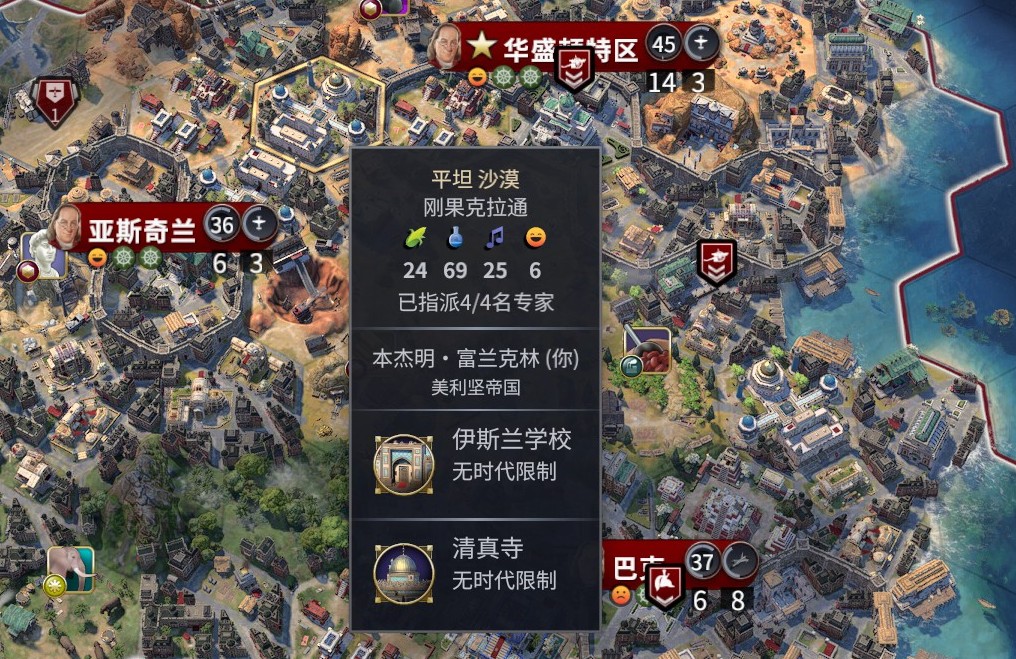 华盛顿特区 45
14 3
1
亚斯奇兰 36
6 3
平坦 沙漠
刚果克拉通
24 69 25 6
已指派4/4名专家
本杰明·富兰克林 (你)
美利坚帝国
伊斯兰学校
无时代限制
清真寺
无时代限制
巴 37
6 8